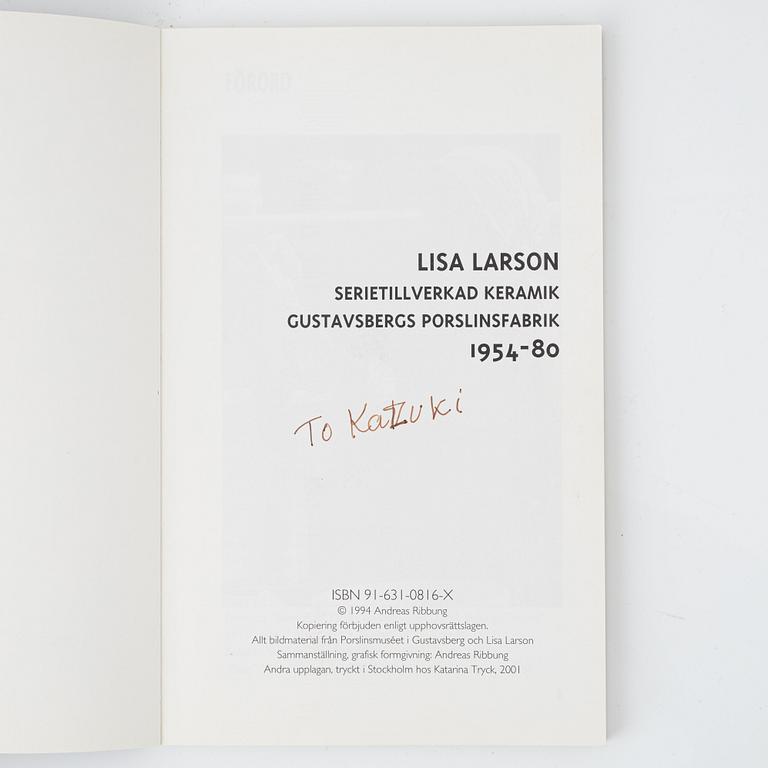 FÖRORD
LISA LARSON
SERIETILLVERKAD KERAMIK
GUSTAVSBERGS PORSLINSFABRIK
1954-80
To Kazuki
ISBN 91-631-0816-X
© 1994 Andreas Ribbung
Kopiering förbjuden enligt upphovsrättslagen.
Allt bildmaterial från Porslinsmuséet i Gustavsberg och Lisa Larson
Sammanställning, grafisk formgivning: Andreas Ribbung
Andra upplagan, tryckt i Stockholm hos Katarina Tryck, 2001